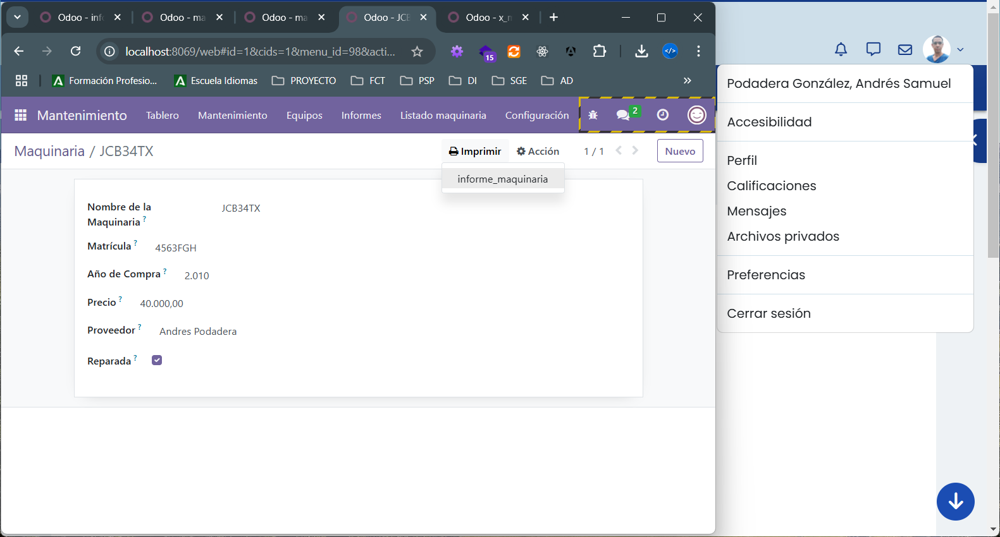 Odoo - inf
Odoo - ma
Odoo - ma
Odoo - JCB
Odoo - x_m
localhost:8069/web#id=1&cids=1&menu_id=98&acti...
15
Formación Profesio...
Escuela Idiomas
PROYECTO
FCT
PSP
DI
SGE
AD
Mantenimiento
Tablero
Mantenimiento
Equipos
Informes
Listado maquinaria
Configuración
2
Maquinaria / JCB34TX
Imprimir
Acción
1 / 1
Nuevo
informe_maquinaria
Nombre de la
Maquinaria ?
JCB34TX
Matrícula ?
4563FGH
Año de Compra ?
2.010
Precio ?
40.000,00
Proveedor ?
Andres Podadera
Reparada ?
Podadera González, Andrés Samuel
Accesibilidad
Perfil
Calificaciones
Mensajes
Archivos privados
Preferencias
Cerrar sesión